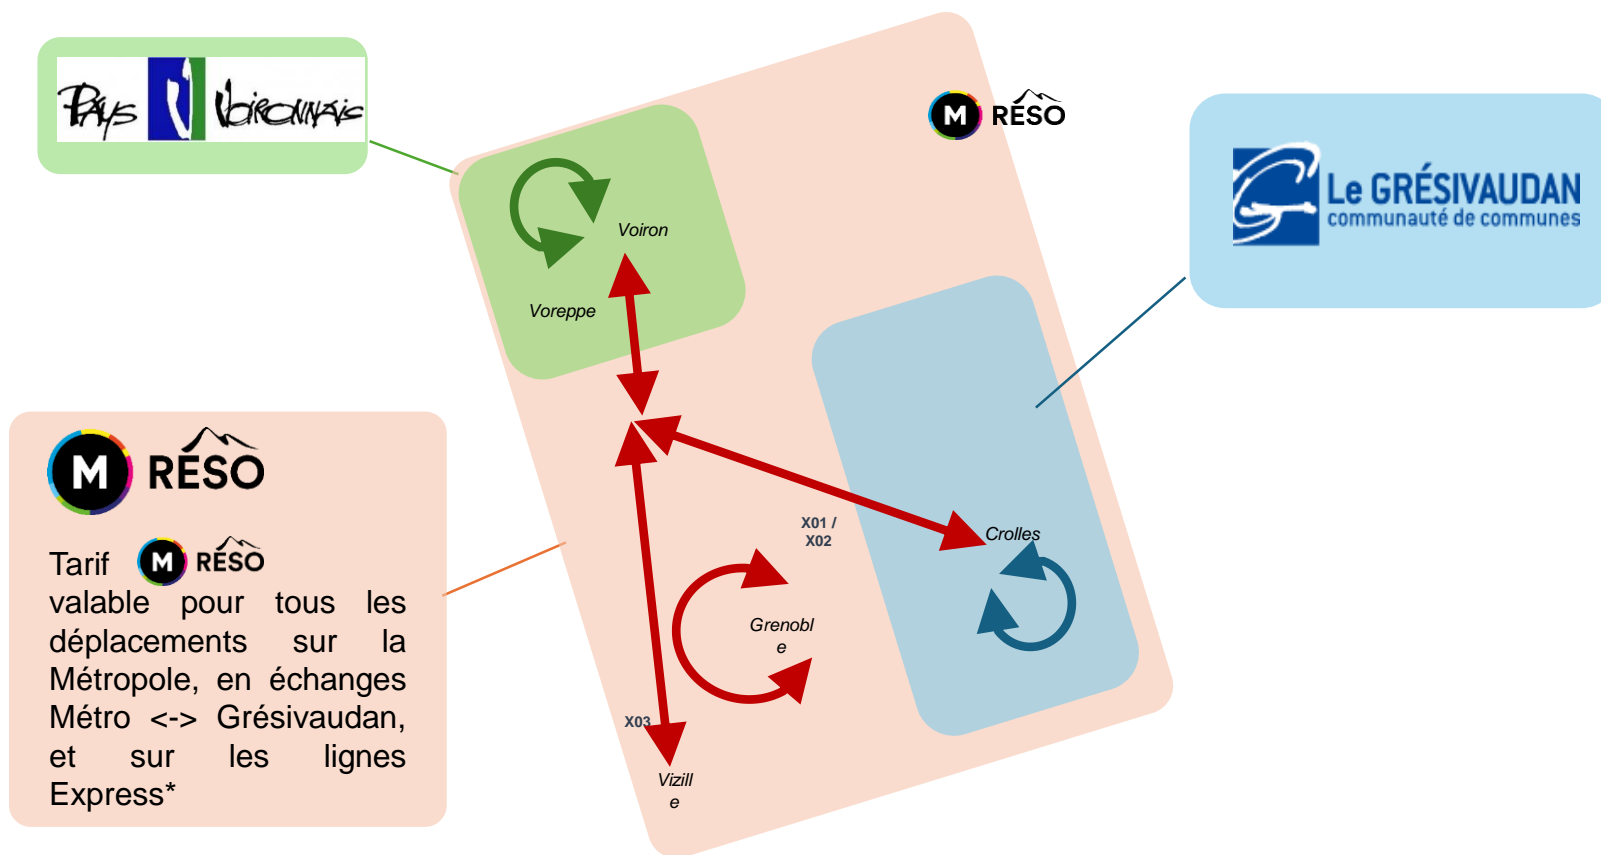 PAYS VOIRONNAIS
M RÉSO
Le GRÉSIVAUDAN
communauté de communes
Voiron
Voreppe
M RÉSO
Tarif M RÉSO
valable pour tous les
déplacements sur la
Métropole, en échanges
Métro <-> Grésivaudan,
et sur les lignes
Express*
X01 /
X02
Crolles
Grenobl
e
X03
Vizill
e